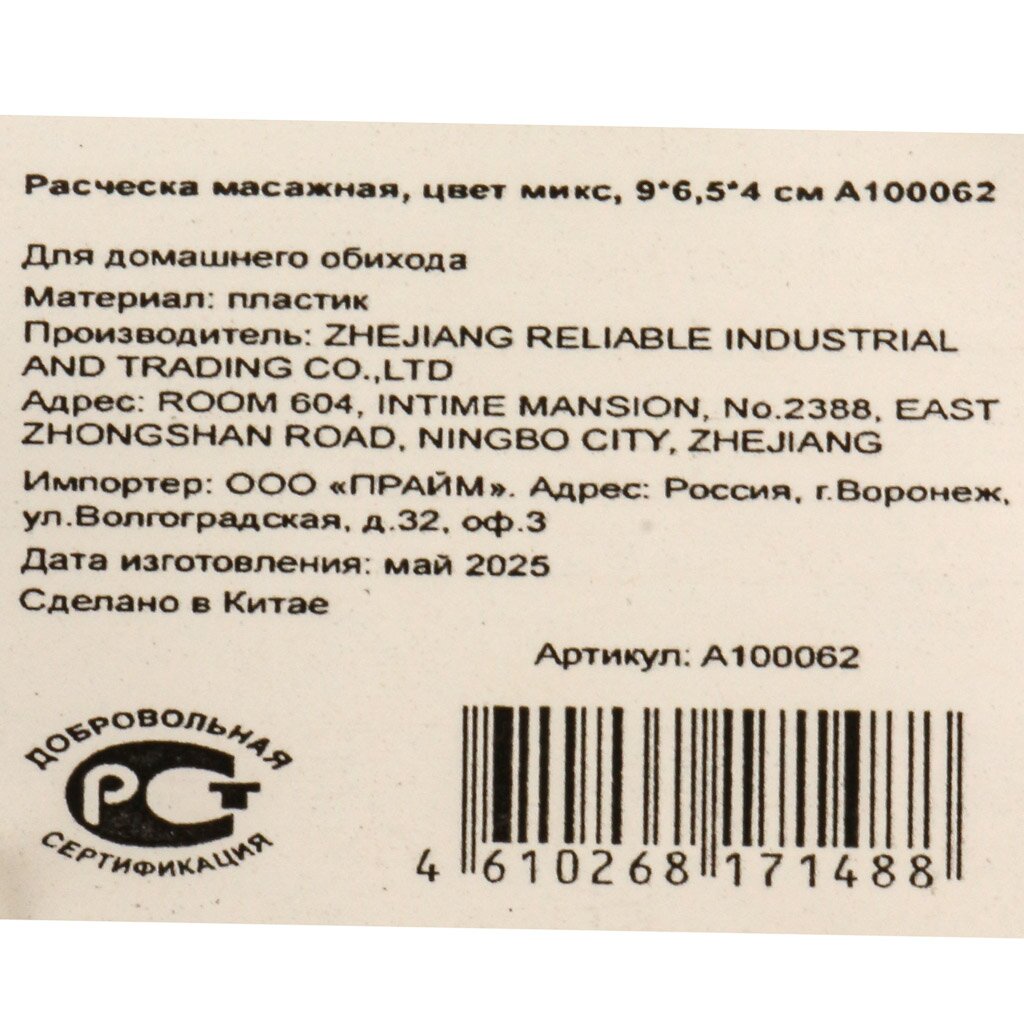 Расческа масажная, цвет микс, 9*6,5*4 см A100062
Для домашнего обихода
Материал: пластик
Производитель: ZHEJIANG RELIABLE INDUSTRIAL
AND TRADING CO.,LTD
Адрес: ROOM 604, INTIME MANSION, No.2388, EAST
ZHONGSHAN ROAD, NINGBO CITY, ZHEJIANG
Импортер: ООО «ПРАЙМ». Адрес: Россия, г.Воронеж,
ул.Волгоградская, д.32, оф.3
Дата изготовления: май 2025
Сделано в Китае
Артикул: A100062
ДОБРОВОЛЬНАЯ
РСТ
СЕРТИФИКАЦИЯ
4 610268 171488